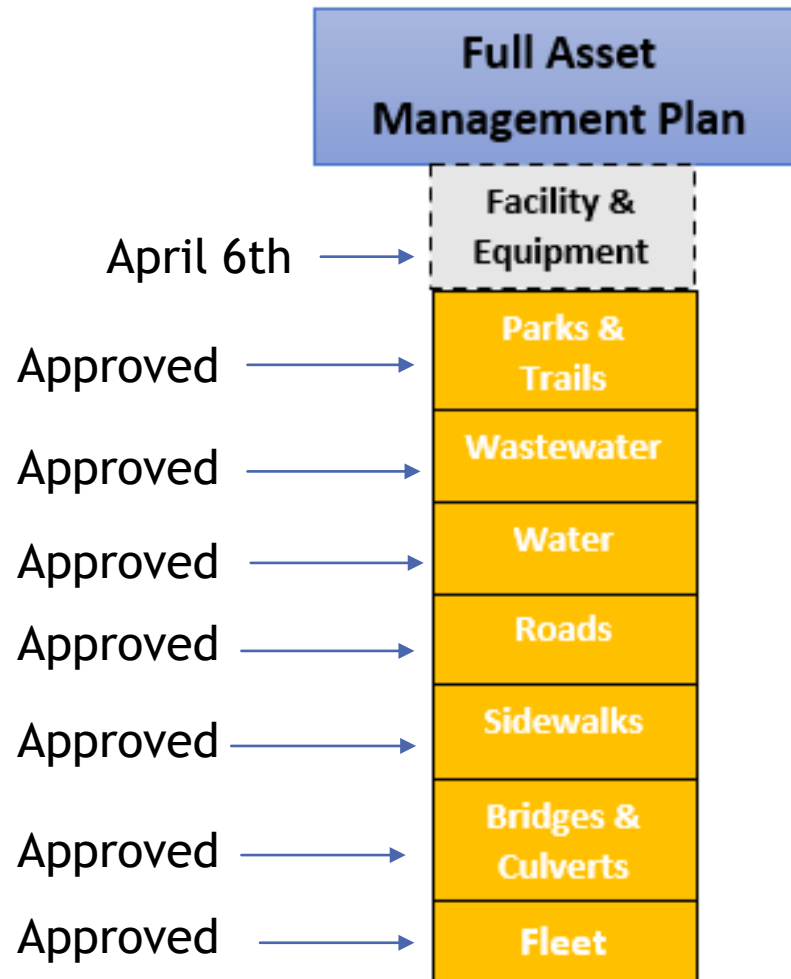 Full Asset
Management Plan
Facility &
Equipment
April 6th
Parks &
Trails
Approved
Wastewater
Approved
Water
Approved
Roads
Approved
Sidewalks
Approved
Bridges &
Culverts
Approved
Fleet
Approved